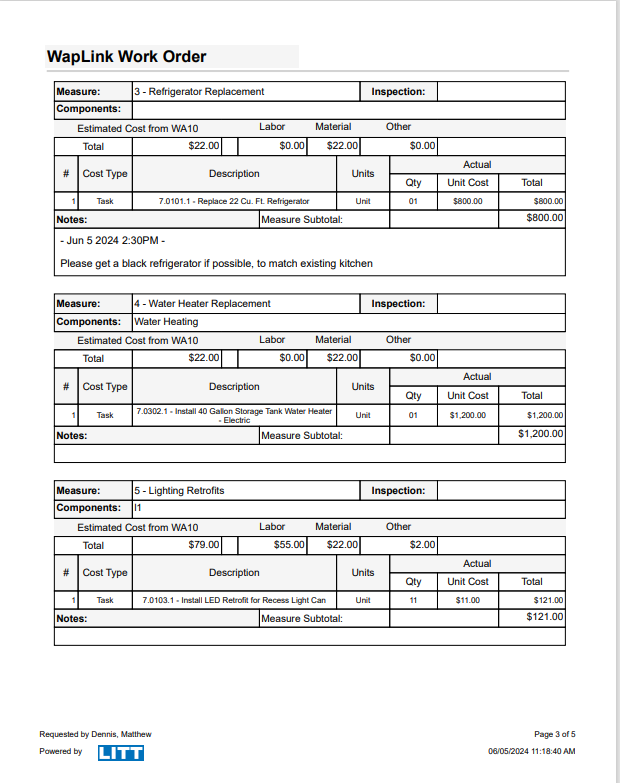 WapLink Work Order
Measure: 3 - Refrigerator Replacement Inspection:
Components:
Estimated Cost from WA10 Labor Material Other
Total $22.00 $0.00 $22.00 $0.00
# Cost Type Description Units Actual
Qty Unit Cost Total
1 Task 7.0101.1 - Replace 22 Cu. Ft. Refrigerator Unit 01 $800.00 $800.00
Notes: Measure Subtotal: $800.00
- Jun 5 2024 2:30PM -
Please get a black refrigerator if possible, to match existing kitchen
Measure: 4 - Water Heater Replacement Inspection:
Components: Water Heating
Estimated Cost from WA10 Labor Material Other
Total $22.00 $0.00 $22.00 $0.00
# Cost Type Description Units Actual
Qty Unit Cost Total
1 Task 7.0302.1 - Install 40 Gallon Storage Tank Water Heater
- Electric Unit 01 $1,200.00 $1,200.00
Notes: Measure Subtotal: $1,200.00
Measure: 5 - Lighting Retrofits Inspection:
Components: l1
Estimated Cost from WA10 Labor Material Other
Total $79.00 $55.00 $22.00 $2.00
# Cost Type Description Units Actual
Qty Unit Cost Total
1 Task 7.0103.1 - Install LED Retrofit for Recess Light Can Unit 11 $11.00 $121.00
Notes: Measure Subtotal: $121.00
Requested by Dennis, Matthew Page 3 of 5
Powered by LITT 06/05/2024 11:18:40 AM